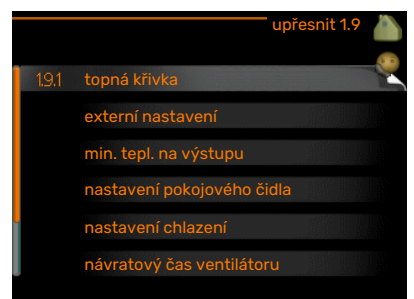 upřesnit 1.9
1.9.1 topná křivka
externí nastavení
min. tepl. na výstupu
nastavení pokojového čidla
nastavení chlazení
návratový čas ventilátoru